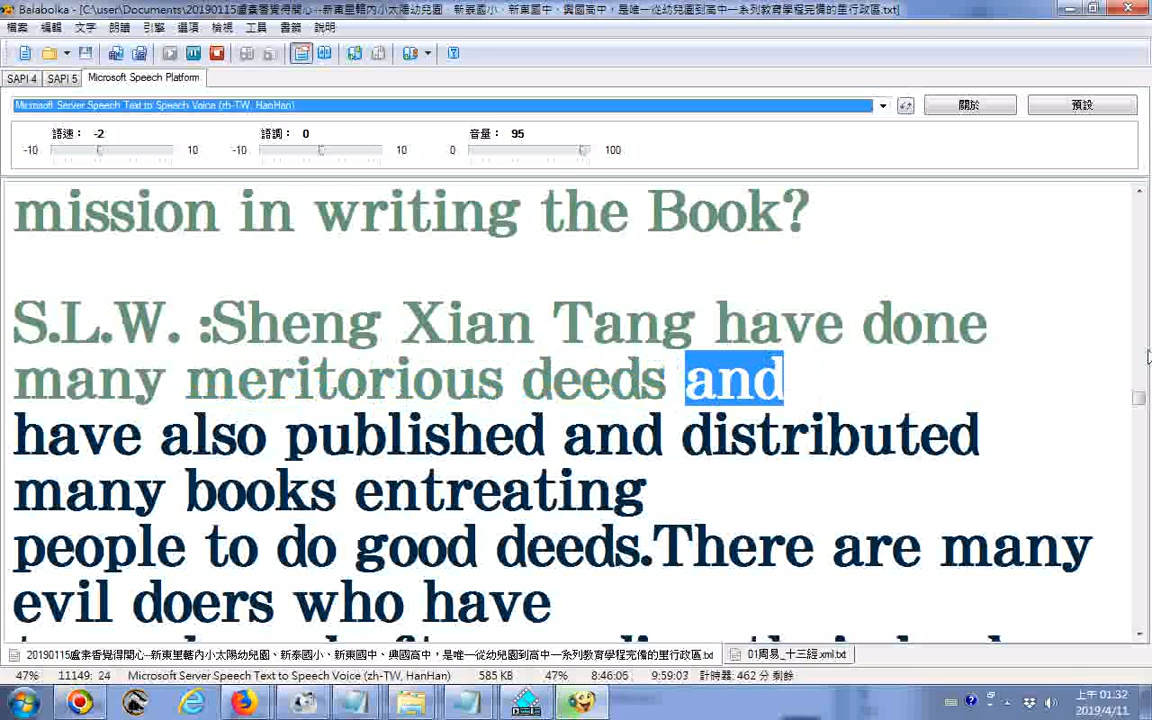 Balabolka - [C:\user\Documents\20190115盧素香覺得開心--新東里轄內小太陽幼兒園、新泰國小、新東國中、興國高中，是唯一從幼兒園到高中一系列教育學程完備的里行政區.txt]
檔案 編輯 文字 朗讀 引擎 選項 檢視 工具 書籤 說明
SAPI 4 SAPI 5 Microsoft Speech Platform
Microsoft Server Speech Text to Speech Voice (zh-TW, HanHan) 關於 預設
語速： -2 語調： 0 音量： 95
-10 10 -10 10 0 100
mission in writing the Book?
S.L.W. :Sheng Xian Tang have done
many meritorious deeds and
have also published and distributed
many books entreating
people to do good deeds.There are many
evil doers who have
20190115盧素香覺得開心--新東里轄內小太陽幼兒園、新泰國小、新東國中、興國高中，是唯一從幼兒園到高中一系列教育學程完備的里行政區.txt 01周易_十三經.xml.txt
47% 11149: 24 Microsoft Server Speech Text to Speech Voice (zh-TW, HanHan) 585 KB 47% 8:46:05 9:59:03 計時器: 462 分 剩餘
上午 01:32
2019/4/11